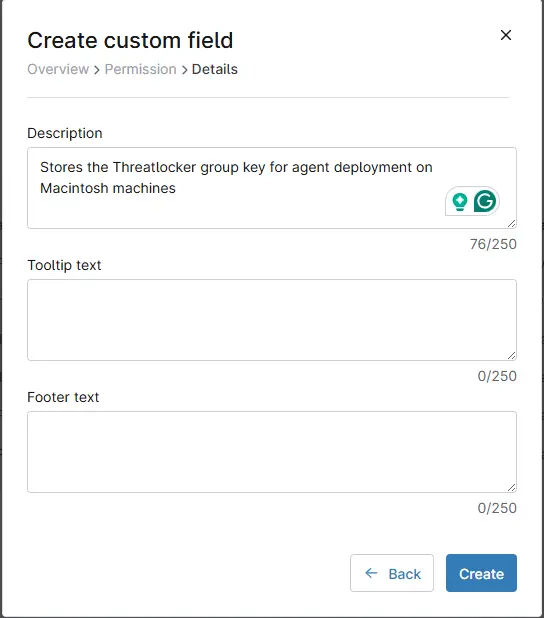 Create custom field
Overview > Permission > Details
Description
Stores the Threatlocker group key for agent deployment on
Macintosh machines
76/250
Tooltip text
0/250
Footer text
0/250
← Back
Create